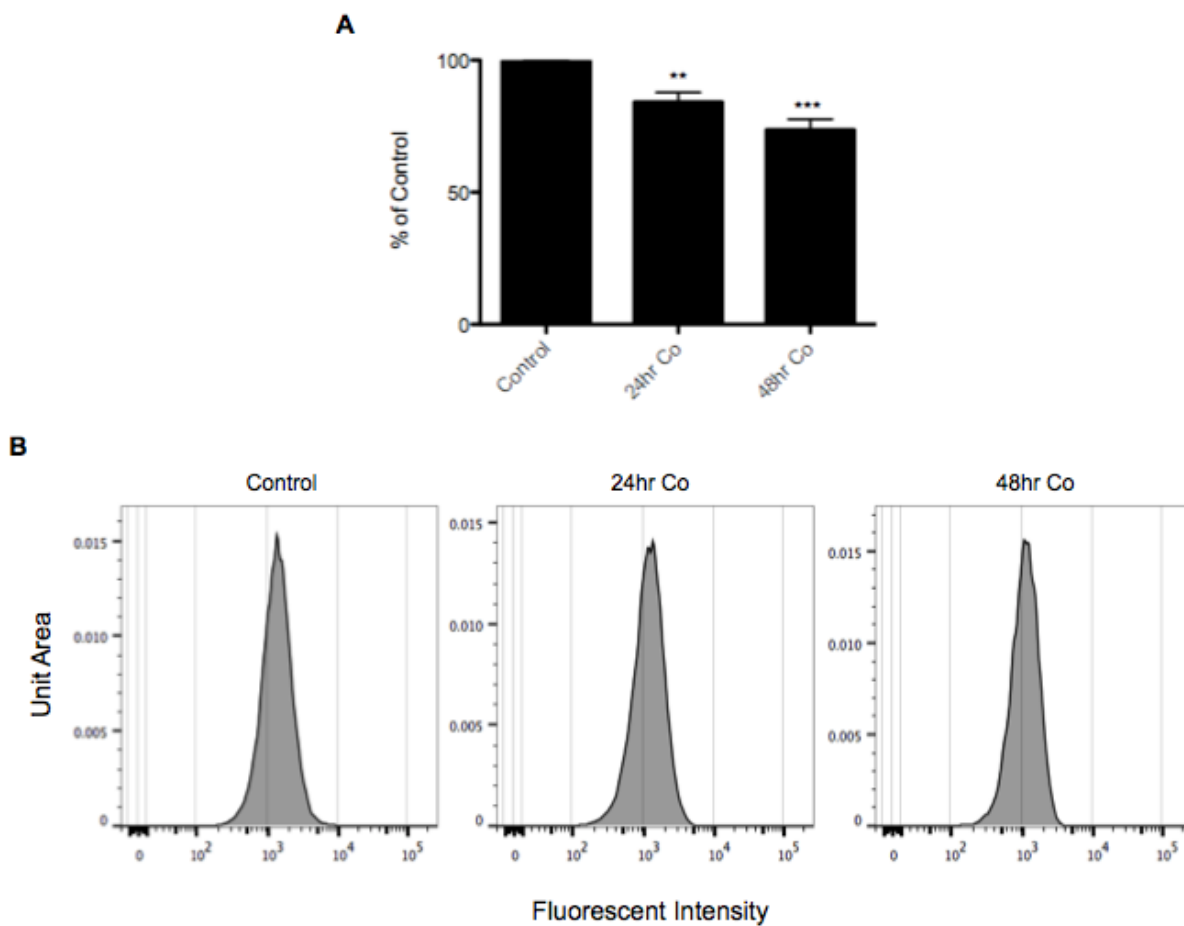 A
100
**
***
% of Control
50
0
Control
24hr Co
48hr Co
B
Control
24hr Co
48hr Co
Unit Area
0.015
0.010
0.005
0
0 10² 10³ 10⁴ 10⁵
0.015
0.010
0.005
0
0 10² 10³ 10⁴ 10⁵
0.015
0.010
0.005
0
0 10² 10³ 10⁴ 10⁵
Fluorescent Intensity